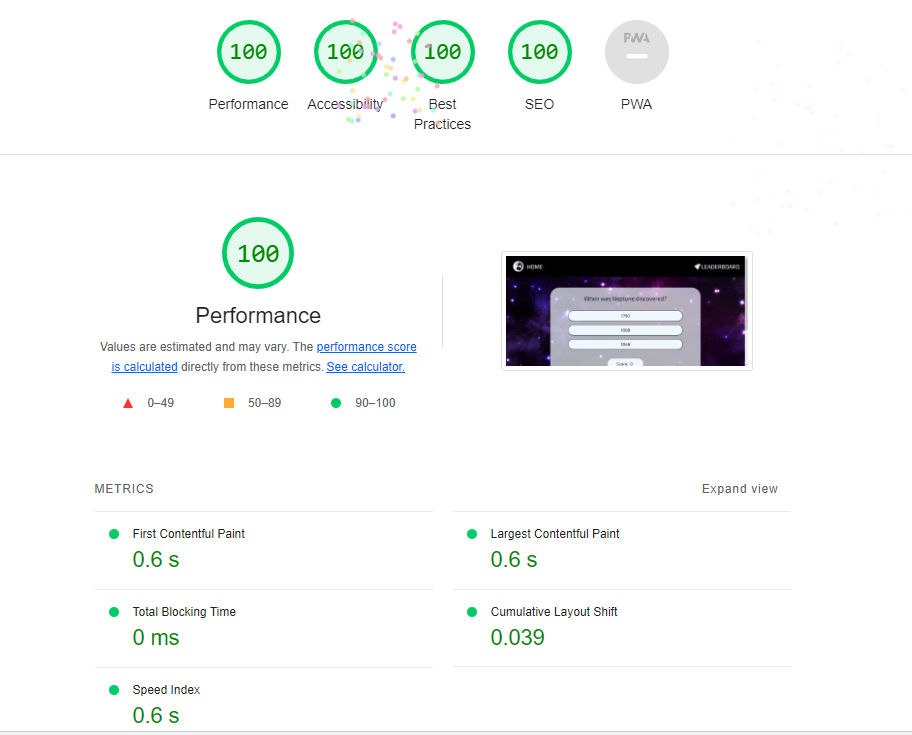 100 100 100 100 PWA
Performance Accessibility Best Practices SEO PWA
100
Performance
Values are estimated and may vary. The performance score
is calculated directly from these metrics. See calculator.
0–49 50–89 90–100
HOME LEADERBOARD
When was Neptune discovered?
Score: 0
METRICS Expand view
First Contentful Paint
0.6 s
Largest Contentful Paint
0.6 s
Total Blocking Time
0 ms
Cumulative Layout Shift
0.039
Speed Index
0.6 s